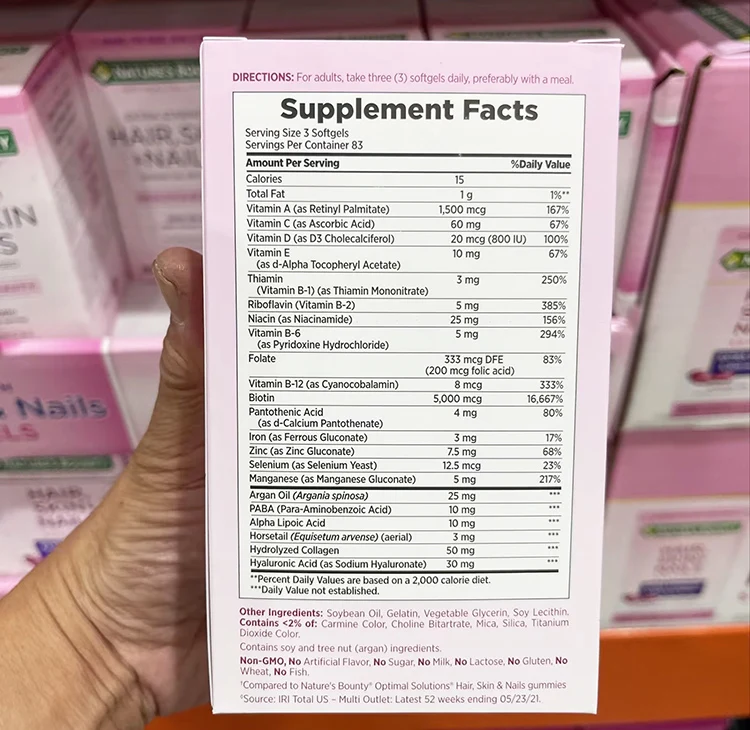 DIRECTIONS: For adults, take three (3) softgels daily, preferably with a meal.
Supplement Facts
Serving Size 3 Softgels
Servings Per Container 83
Amount Per Serving %Daily Value
Calories 15
Total Fat 1 g 1%**
Vitamin A (as Retinyl Palmitate) 1,500 mcg 167%
Vitamin C (as Ascorbic Acid) 60 mg 67%
Vitamin D (as D3 Cholecalciferol) 20 mcg (800 IU) 100%
Vitamin E 10 mg 67%
(as d-Alpha Tocopheryl Acetate)
Thiamin 3 mg 250%
(Vitamin B-1) (as Thiamin Mononitrate)
Riboflavin (Vitamin B-2) 5 mg 385%
Niacin (as Niacinamide) 25 mg 156%
Vitamin B-6 5 mg 294%
(as Pyridoxine Hydrochloride)
Folate 333 mcg DFE 83%
(200 mcg folic acid)
Vitamin B-12 (as Cyanocobalamin) 8 mcg 333%
Biotin 5,000 mcg 16,667%
Pantothenic Acid 4 mg 80%
(as d-Calcium Pantothenate)
Iron (as Ferrous Gluconate) 3 mg 17%
Zinc (as Zinc Gluconate) 7.5 mg 68%
Selenium (as Selenium Yeast) 12.5 mcg 23%
Manganese (as Manganese Gluconate) 5 mg 217%
Argan Oil (Argania spinosa) 25 mg ***
PABA (Para-Aminobenzoic Acid) 10 mg ***
Alpha Lipoic Acid 10 mg ***
Horsetail (Equisetum arvense) (aerial) 3 mg ***
Hydrolyzed Collagen 50 mg ***
Hyaluronic Acid (as Sodium Hyaluronate) 30 mg ***
**Percent Daily Values are based on a 2,000 calorie diet.
***Daily Value not established.
Other Ingredients: Soybean Oil, Gelatin, Vegetable Glycerin, Soy Lecithin.
Contains <2% of: Carmine Color, Choline Bitartrate, Mica, Silica, Titanium
Dioxide Color.
Contains soy and tree nut (argan) ingredients.
Non-GMO, No Artificial Flavor, No Sugar, No Milk, No Lactose, No Gluten, No
Wheat, No Fish.
†Compared to Nature's Bounty® Optimal Solutions® Hair, Skin & Nails gummies
◊Source: IRI Total US – Multi Outlet: Latest 52 weeks ending 05/23/21.
& Nails